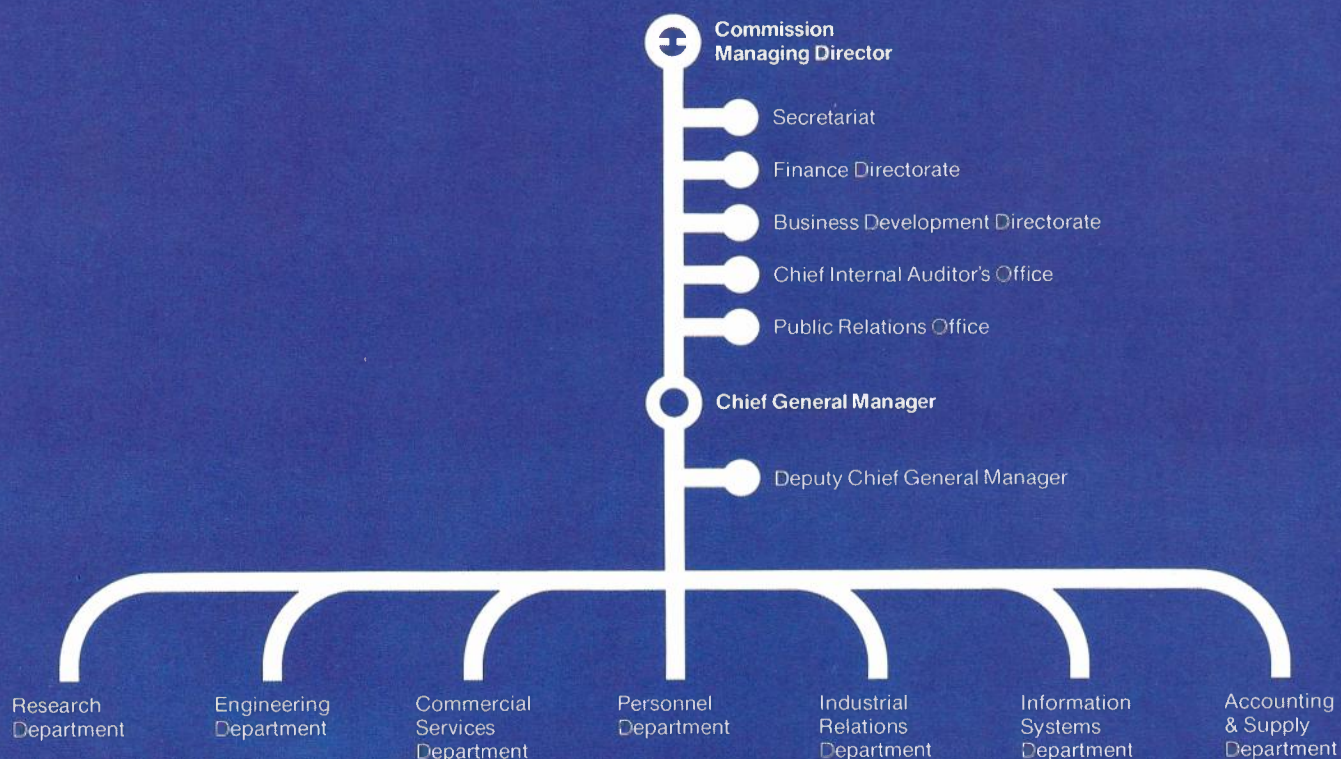 Commission
Managing Director
Secretariat
Finance Directorate
Business Development Directorate
Chief Internal Auditor's Office
Public Relations Office
Chief General Manager
Deputy Chief General Manager
Research
Department
Engineering
Department
Commercial
Services
Department
Personnel
Department
Industrial
Relations
Department
Information
Systems
Department
Accounting
& Supply
Department